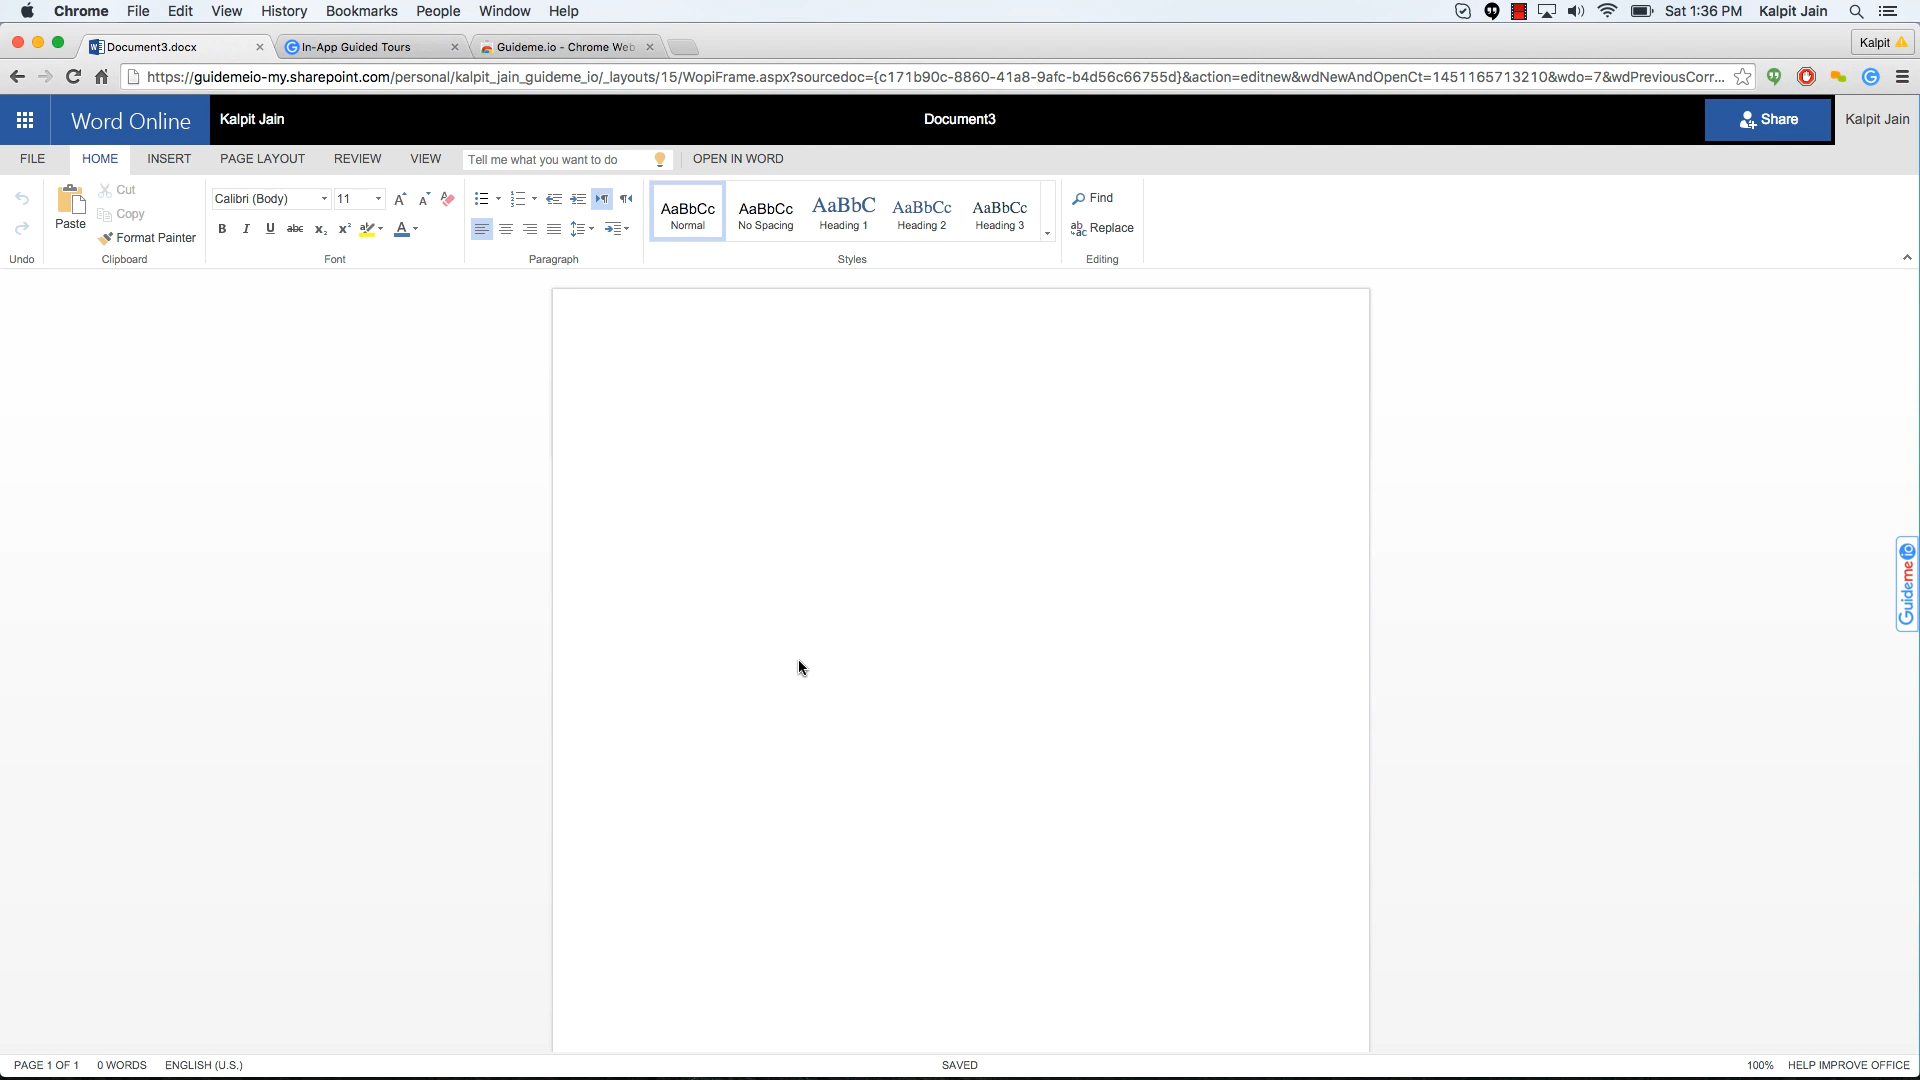 Chrome File Edit View History Bookmarks People Window Help Sat 1:36 PM Kalpit Jain
Document3.docx In-App Guided Tours Guideme.io - Chrome Web Kalpit
https://guidemeio-my.sharepoint.com/personal/kalpit_jain_guideme_io/_layouts/15/WopiFrame.aspx?sourcedoc={c171b90c-8860-41a8-9afc-b4d56c66755d}&action=editnew&wdNewAndOpenCt=1451165713210&wdo=7&wdPreviousCorr...
Word Online Kalpit Jain Document3 Share Kalpit Jain
FILE HOME INSERT PAGE LAYOUT REVIEW VIEW Tell me what you want to do OPEN IN WORD
Paste
Cut
Copy
Format Painter
Calibri (Body) 11
B I U abc x₂ x² A
AaBbCc AaBbCc AaBbC AaBbCc AaBbCc
Normal No Spacing Heading 1 Heading 2 Heading 3
Find
Replace
Undo Clipboard Font Paragraph Styles Editing
Guideme io
PAGE 1 OF 1 0 WORDS ENGLISH (U.S.) SAVED 100% HELP IMPROVE OFFICE